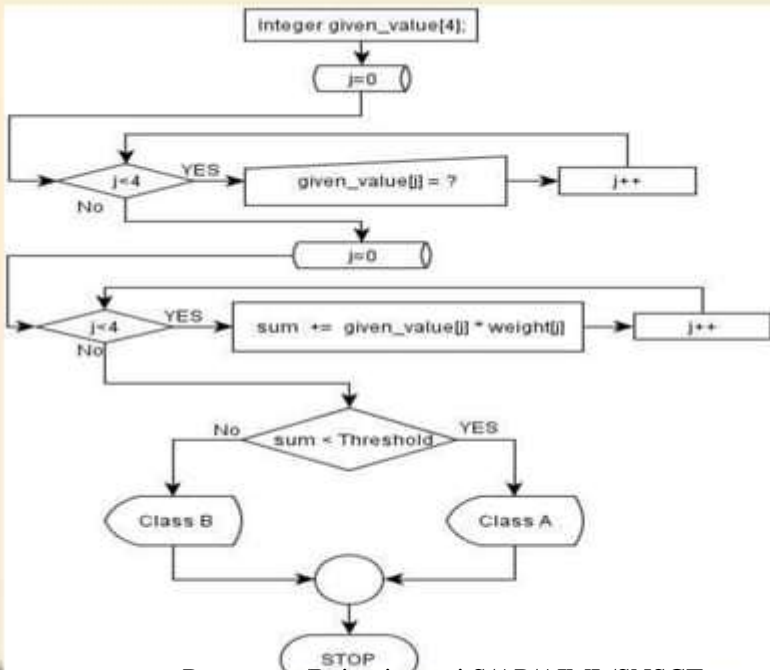 integer given_value[4];
j=0
j<4
YES
given_value[j] = ?
j++
No
j=0
j<4
YES
sum += given_value[j] * weight[j]
j++
No
No
sum < Threshold
YES
Class B
Class A
STOP